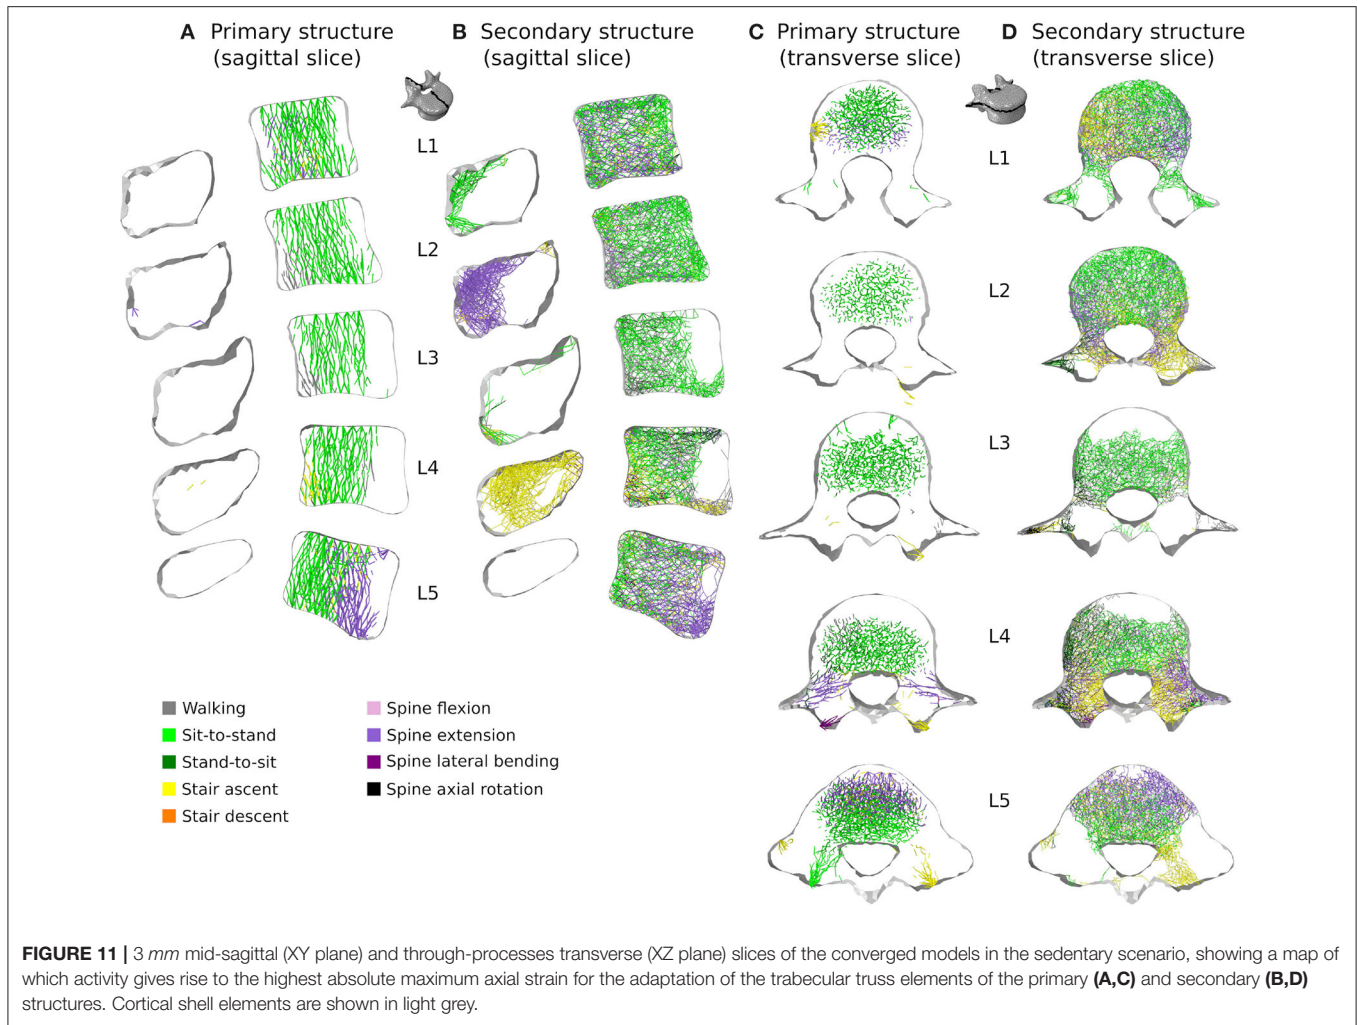 A Primary structure
(sagittal slice)
B Secondary structure
(sagittal slice)
C Primary structure
(transverse slice)
D Secondary structure
(transverse slice)
L1
L2
L3
L4
L5
L1
L2
L3
L4
L5
Walking
Sit-to-stand
Stand-to-sit
Stair ascent
Stair descent
Spine flexion
Spine extension
Spine lateral bending
Spine axial rotation
FIGURE 11 | 3 mm mid-sagittal (XY plane) and through-processes transverse (XZ plane) slices of the converged models in the sedentary scenario, showing a map of
which activity gives rise to the highest absolute maximum axial strain for the adaptation of the trabecular truss elements of the primary (A,C) and secondary (B,D)
structures. Cortical shell elements are shown in light grey.